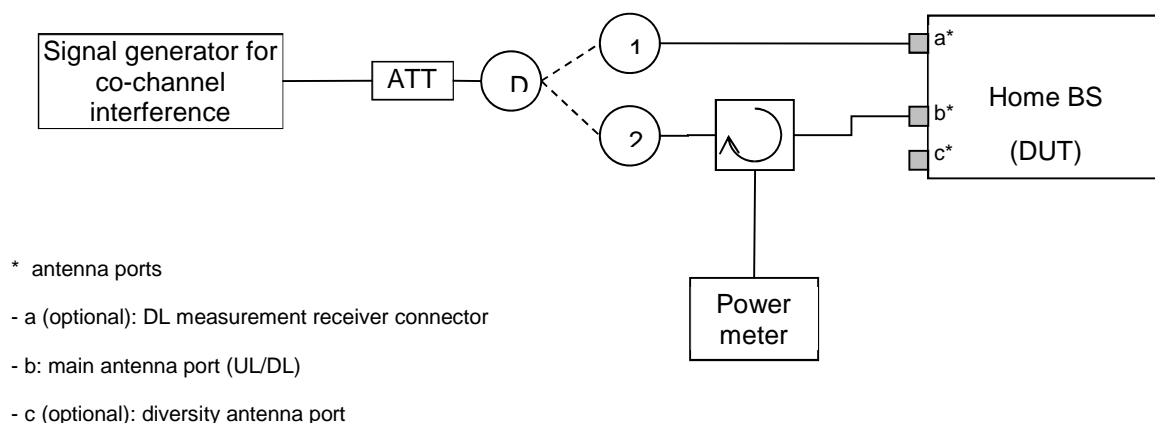 Signal generator for
co-channel
interference
ATT
D
1
2
a*
b*
c*
Home BS
(DUT)
Power
meter
* antenna ports
- a (optional): DL measurement receiver connector
- b: main antenna port (UL/DL)
- c (optional): diversity antenna port